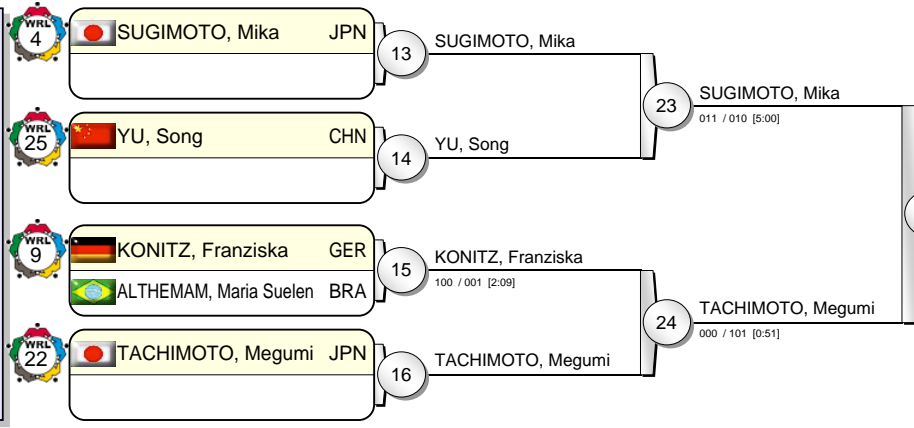 WRL
4
SUGIMOTO, Mika JPN
13
SUGIMOTO, Mika
WRL
25
YU, Song CHN
14
YU, Song
23
SUGIMOTO, Mika
011 / 010 [5:00]
WRL
9
KONITZ, Franziska GER
ALTHEMAM, Maria Suelen BRA
15
KONITZ, Franziska
100 / 001 [2:09]
WRL
22
TACHIMOTO, Megumi JPN
16
TACHIMOTO, Megumi
24
TACHIMOTO, Megumi
000 / 101 [0:51]